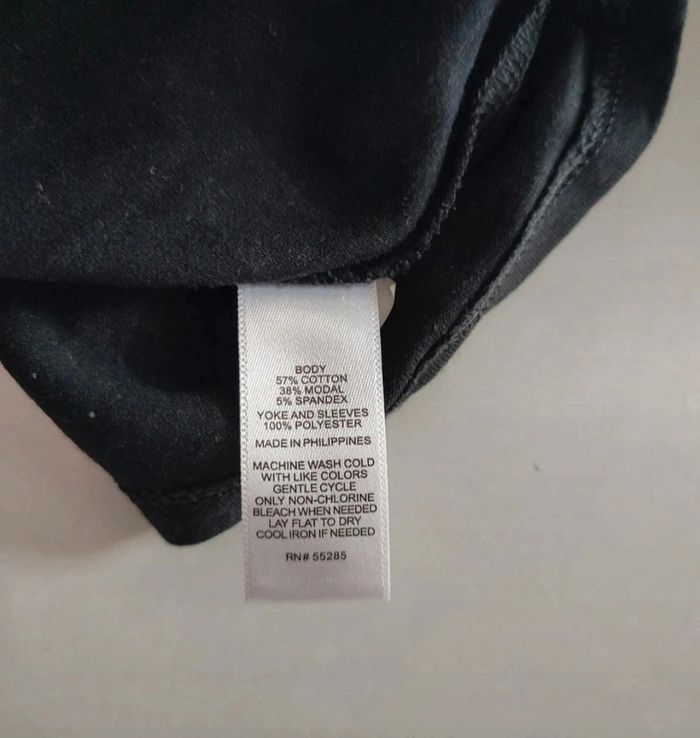 BODY
57% COTTON
38% MODAL
5% SPANDEX
YOKE AND SLEEVES
100% POLYESTER
MADE IN PHILIPPINES
MACHINE WASH COLD
WITH LIKE COLORS
GENTLE CYCLE
ONLY NON-CHLORINE
BLEACH WHEN NEEDED
LAY FLAT TO DRY
COOL IRON IF NEEDED
RN# 55285